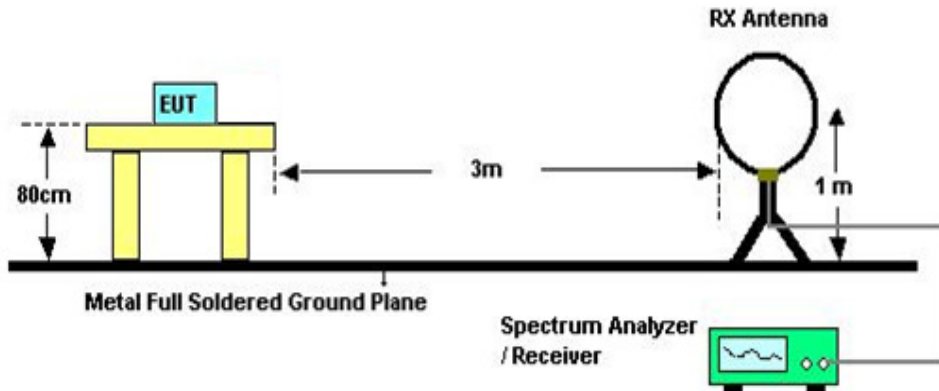 RX Antenna
EUT
3m
80cm
1 m
Metal Full Soldered Ground Plane
Spectrum Analyzer
/ Receiver